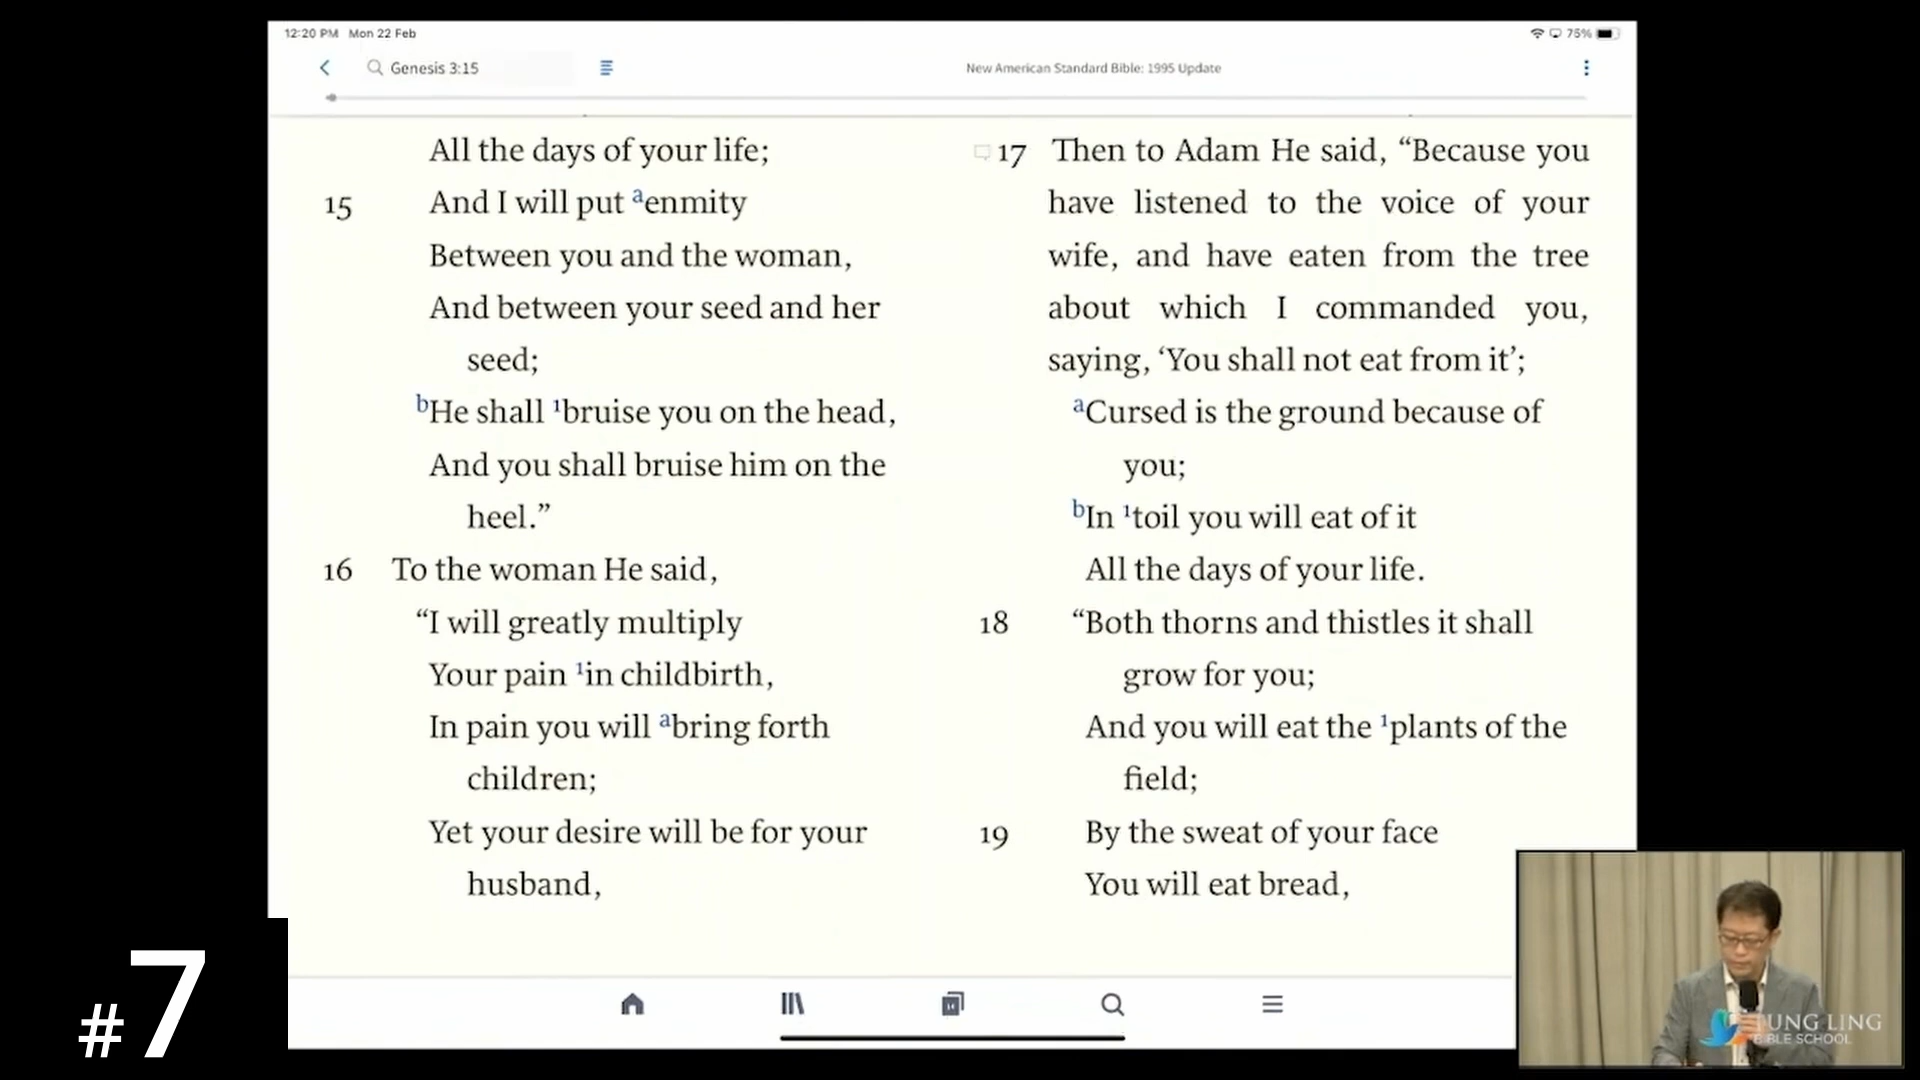 12:20 PM Mon 22 Feb
75%
Genesis 3:15
New American Standard Bible: 1995 Update
All the days of your life;
15 And I will put ᵃenmity
Between you and the woman,
And between your seed and her
seed;
ᵇHe shall ¹bruise you on the head,
And you shall bruise him on the
heel.”
16 To the woman He said,
“I will greatly multiply
Your pain ¹in childbirth,
In pain you will ᵃbring forth
children;
Yet your desire will be for your
husband,
17 Then to Adam He said, “Because you
have listened to the voice of your
wife, and have eaten from the tree
about which I commanded you,
saying, ‘You shall not eat from it’;
ᵃCursed is the ground because of
you;
ᵇIn ¹toil you will eat of it
All the days of your life.
18 “Both thorns and thistles it shall
grow for you;
And you will eat the ¹plants of the
field;
19 By the sweat of your face
You will eat bread,
#7
TUNG LING
BIBLE SCHOOL